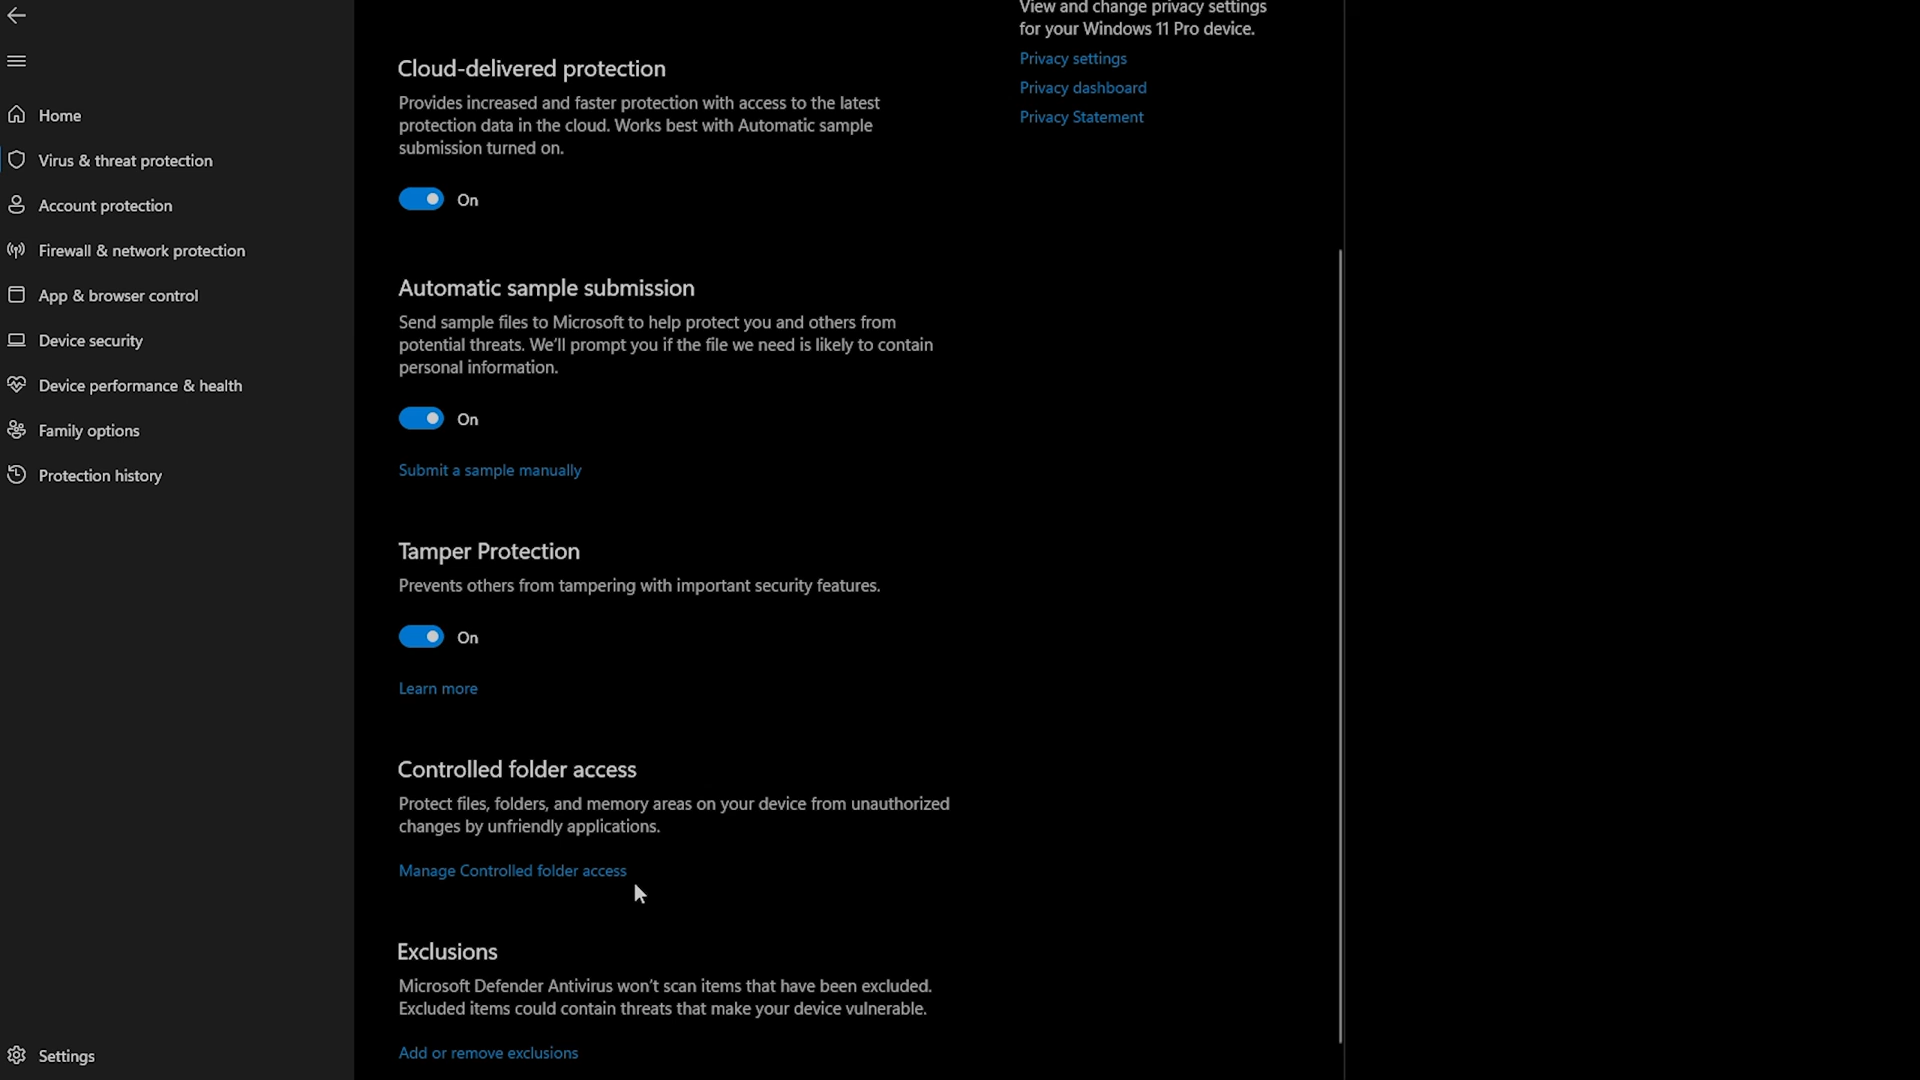 Home
Virus & threat protection
Account protection
Firewall & network protection
App & browser control
Device security
Device performance & health
Family options
Protection history
Settings
Cloud-delivered protection
Provides increased and faster protection with access to the latest
protection data in the cloud. Works best with Automatic sample
submission turned on.
On
Automatic sample submission
Send sample files to Microsoft to help protect you and others from
potential threats. We'll prompt you if the file we need is likely to contain
personal information.
On
Submit a sample manually
Tamper Protection
Prevents others from tampering with important security features.
On
Learn more
Controlled folder access
Protect files, folders, and memory areas on your device from unauthorized
changes by unfriendly applications.
Manage Controlled folder access
Exclusions
Microsoft Defender Antivirus won't scan items that have been excluded.
Excluded items could contain threats that make your device vulnerable.
Add or remove exclusions
View and change privacy settings
for your Windows 11 Pro device.
Privacy settings
Privacy dashboard
Privacy Statement